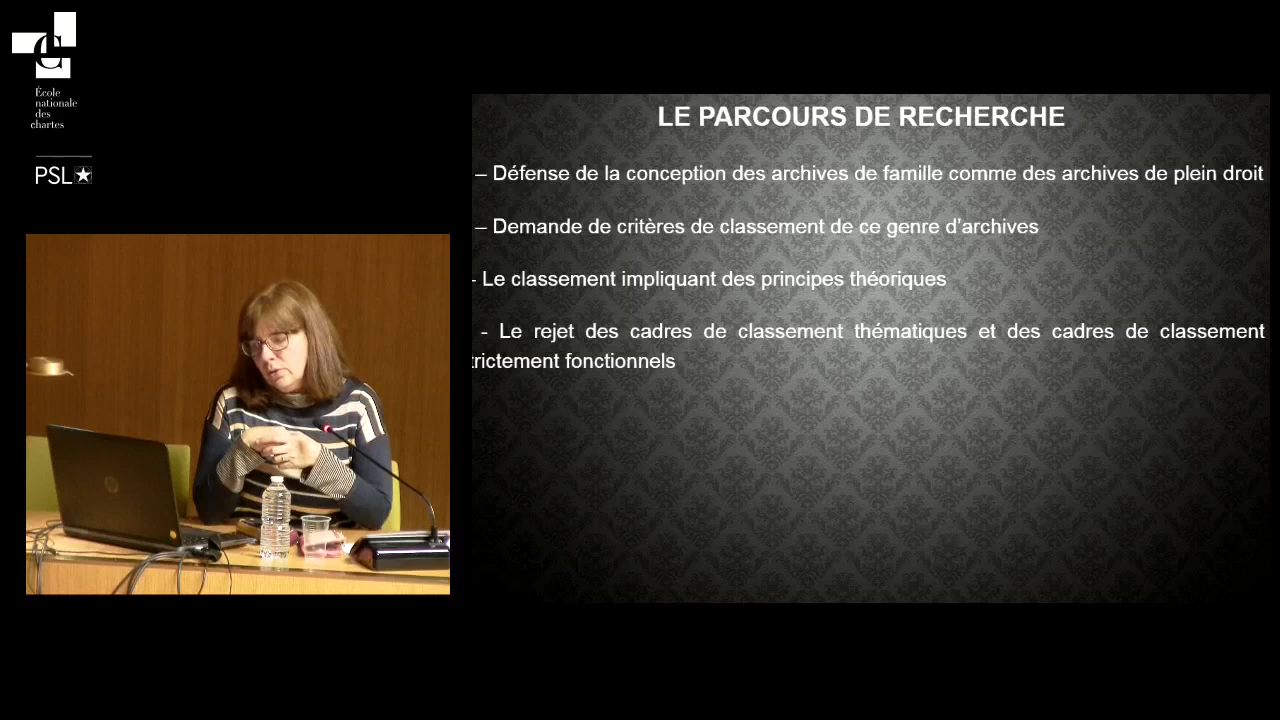 École
nationale
des
chartes
PSL
LE PARCOURS DE RECHERCHE
– Défense de la conception des archives de famille comme des archives de plein droit
– Demande de critères de classement de ce genre d'archives
- Le classement impliquant des principes théoriques
- Le rejet des cadres de classement thématiques et des cadres de classement
trictement fonctionnels